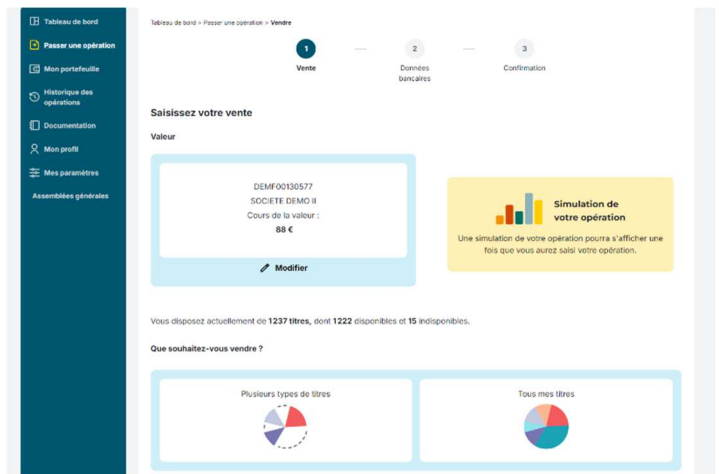 Tableau de bord
Passer une opération
Mon portefeuille
Historique des
opérations
Documentation
Mon profil
Mes paramètres
Assemblées générales
Tableau de bord > Passer une opération > Vendre
1
2
3
Vente
Données
bancaires
Confirmation
Saisissez votre vente
Valeur
DEMF00130577
SOCIETE DEMO II
Cours de la valeur :
88 €
Modifier
Simulation de
votre opération
Une simulation de votre opération pourra s'afficher une
fois que vous aurez saisi votre opération.
Vous disposez actuellement de 1237 titres, dont 1222 disponibles et 15 indisponibles.
Que souhaitez-vous vendre ?
Plusieurs types de titres
Tous mes titres